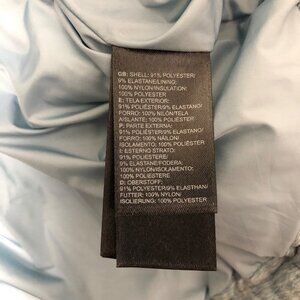 GB: SHELL: 91% POLYESTER/
9% ELASTANE/LINING:
100% NYLON/INSULATION:
100% POLYESTER
E: TELA EXTERIOR:
91% POLIÉSTER/9% ELASTANO/
FORRO: 100% NILÓN/TELA
AISLANTE: 100% POLIÉSTER
P: PARTE EXTERNA:
91% POLIÉSTER/9% ELASTANO/
FORRO: 100% NÁILON/
ISOLAMENTO: 100% POLIÉSTER
I: ESTERNO STRATO:
91% POLIESTERE/
9% ELASTANE/FODERA:
100% NYLON/ISOLAMENTO:
100% POLIESTERE
D: OBERSTOFF:
91% POLYESTER/9% ELASTHAN/
FUTTER: 100% NYLON/
ISOLIERUNG: 100% POLYESTER